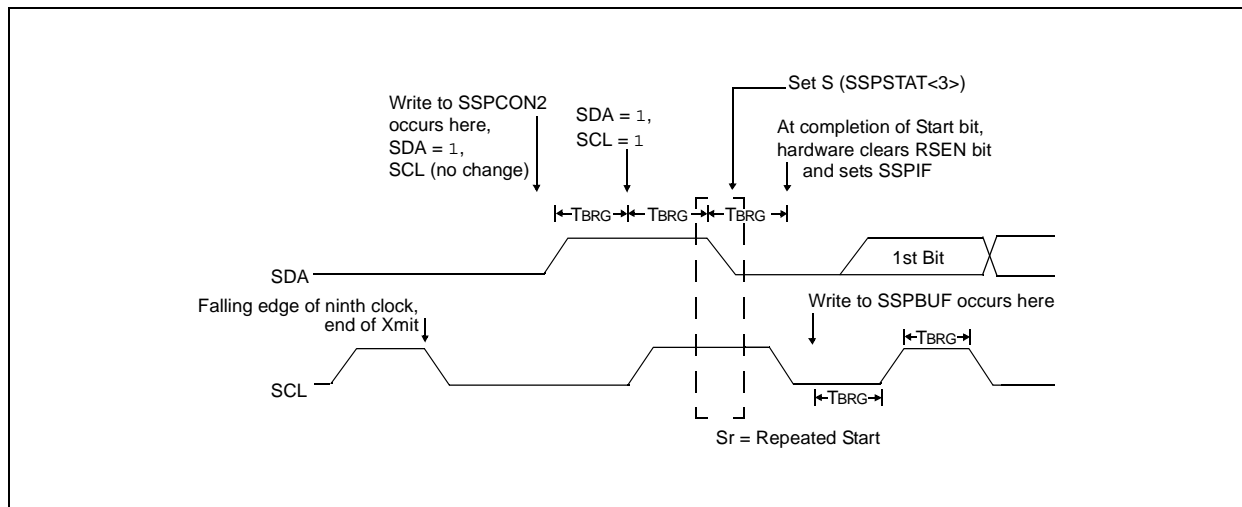 Set S (SSPSTAT<3>)
Write to SSPCON2
occurs here,
SDA = 1,
SCL (no change)
SDA = 1,
SCL = 1
At completion of Start bit,
hardware clears RSEN bit
and sets SSPIF
TBRG
TBRG
TBRG
SDA
1st Bit
Falling edge of ninth clock,
end of Xmit
Write to SSPBUF occurs here
TBRG
SCL
TBRG
Sr = Repeated Start